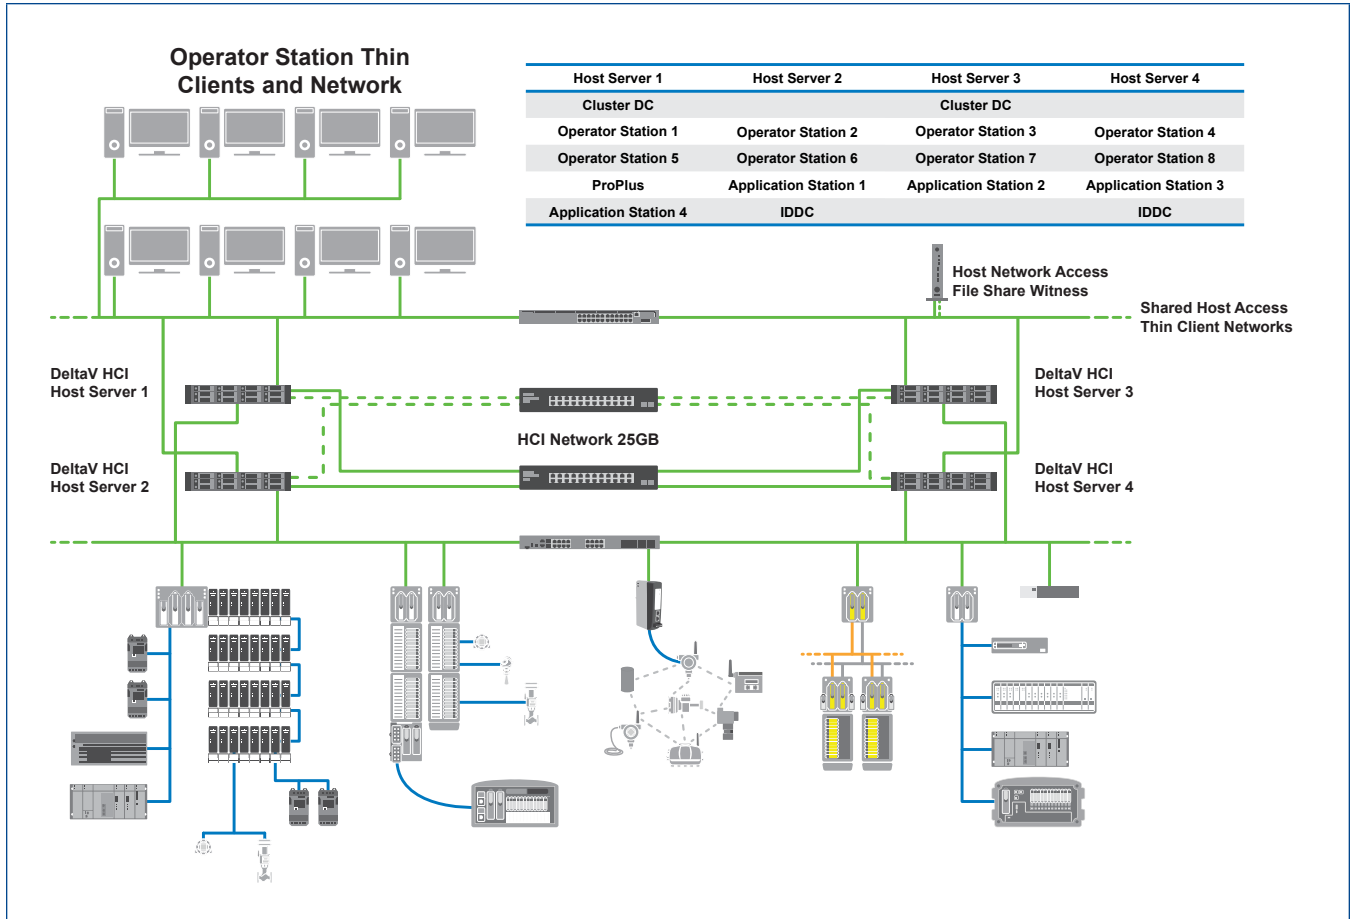 Operator Station Thin
Clients and Network
Host Server 1 Host Server 2 Host Server 3 Host Server 4
Cluster DC Cluster DC
Operator Station 1 Operator Station 2 Operator Station 3 Operator Station 4
Operator Station 5 Operator Station 6 Operator Station 7 Operator Station 8
ProPlus Application Station 1 Application Station 2 Application Station 3
Application Station 4 IDDC IDDC
Host Network Access
File Share Witness
Shared Host Access
Thin Client Networks
DeltaV HCI
Host Server 1
DeltaV HCI
Host Server 3
HCI Network 25GB
DeltaV HCI
Host Server 2
DeltaV HCI
Host Server 4